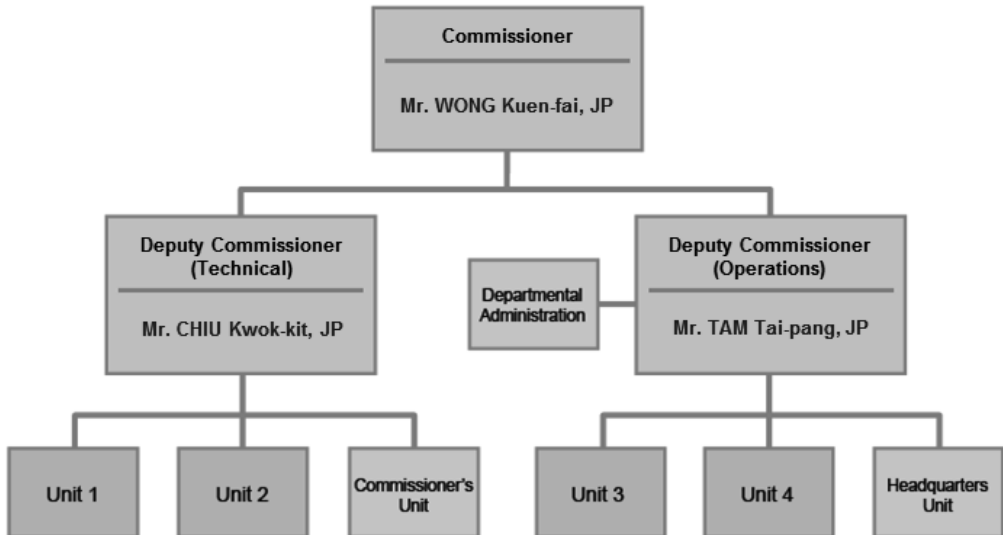 Commissioner
Mr. WONG Kuen-fai, JP
Deputy Commissioner
(Technical)
Mr. CHIU Kwok-kit, JP
Departmental
Administration
Deputy Commissioner
(Operations)
Mr. TAM Tai-pang, JP
Unit 1
Unit 2
Commissioner's
Unit
Unit 3
Unit 4
Headquarters
Unit